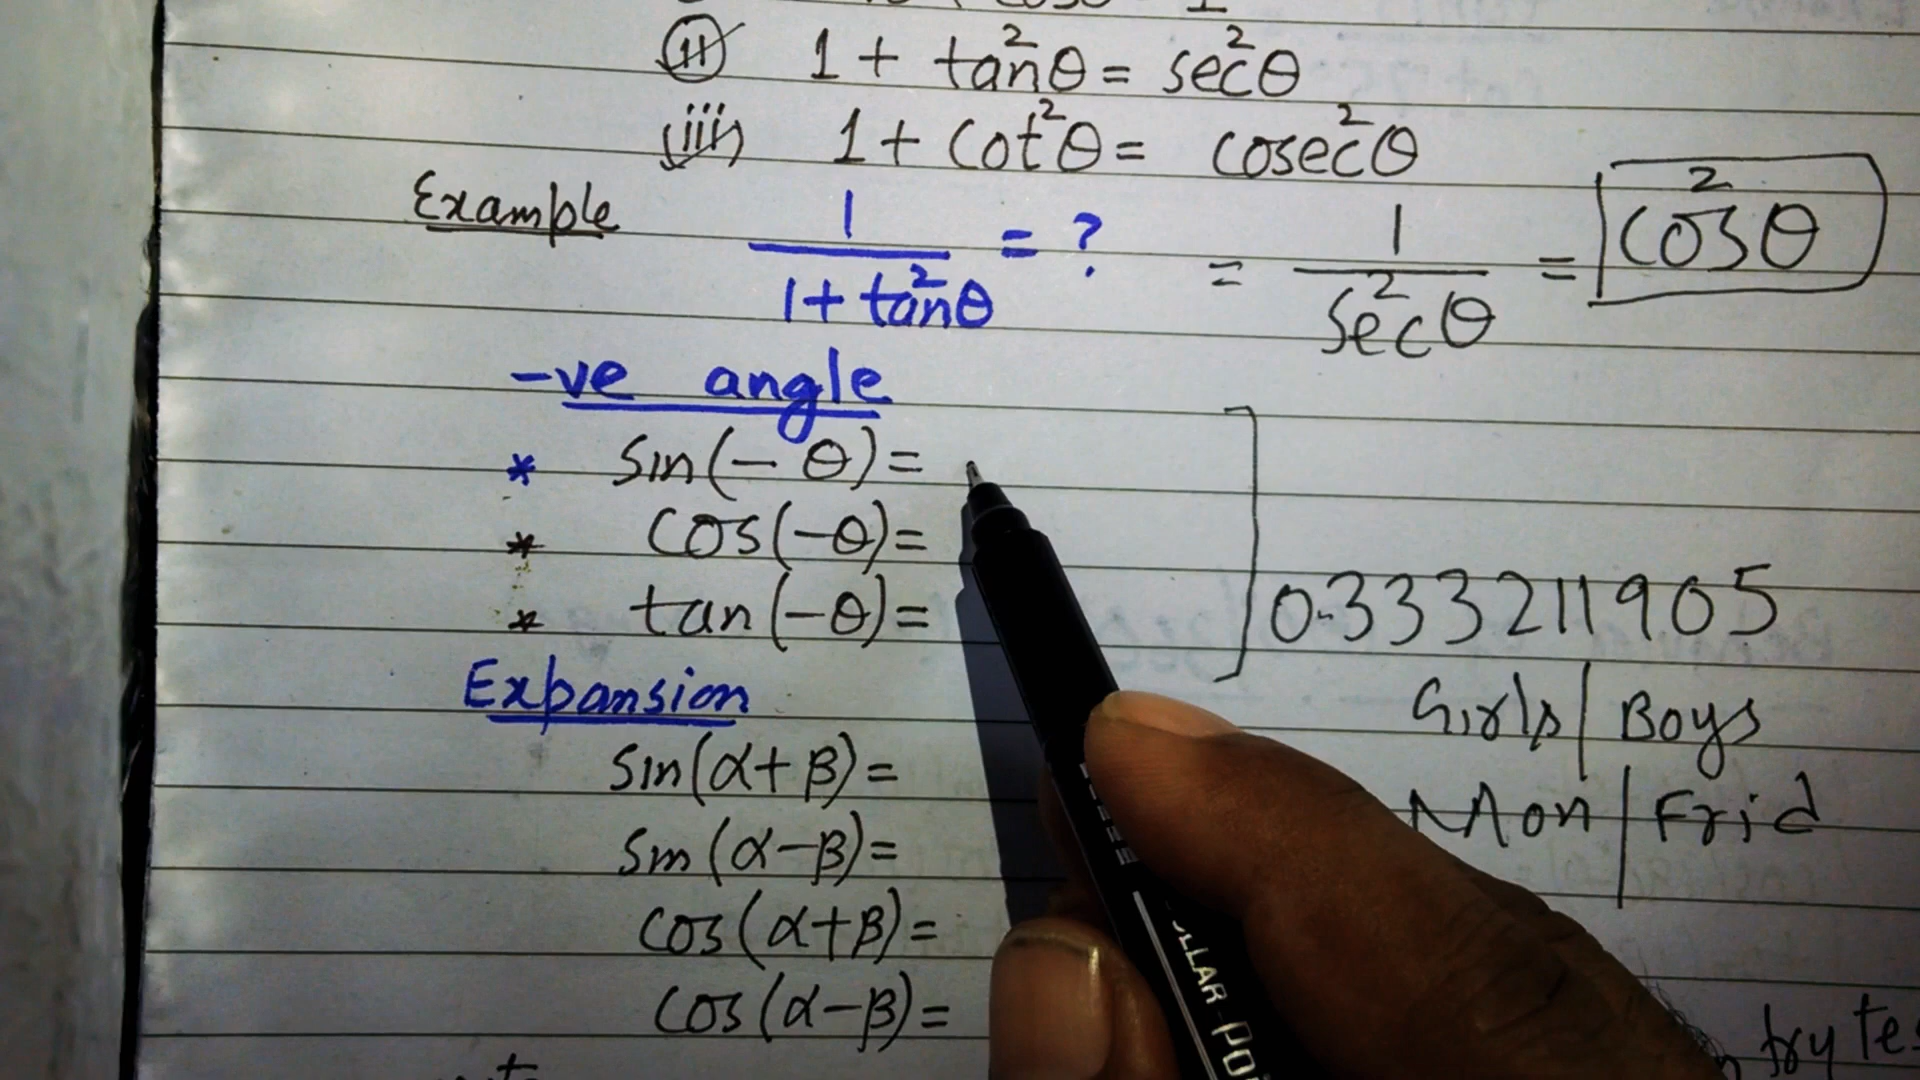 (ii) 1 + tan²θ = sec²θ
(iii) 1 + cot²θ = cosec²θ
Example 1/(1 + tan²θ) = ? = 1/sec²θ = cos²θ
-ve angle
* sin(-θ) =
* cos(-θ) =
* tan(-θ) =
0-333211905
Girls | Boys
Mon | Frid
Expansion
sin(α+β) =
sin(α-β) =
cos(α+β) =
cos(α-β) =
try